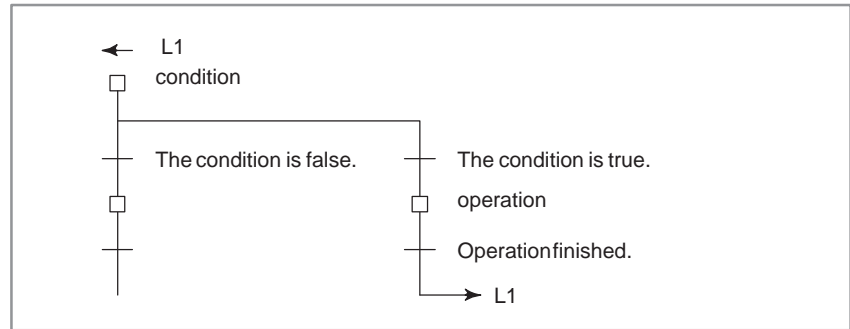 L1
condition
The condition is false.
The condition is true.
operation
Operationfinished.
L1